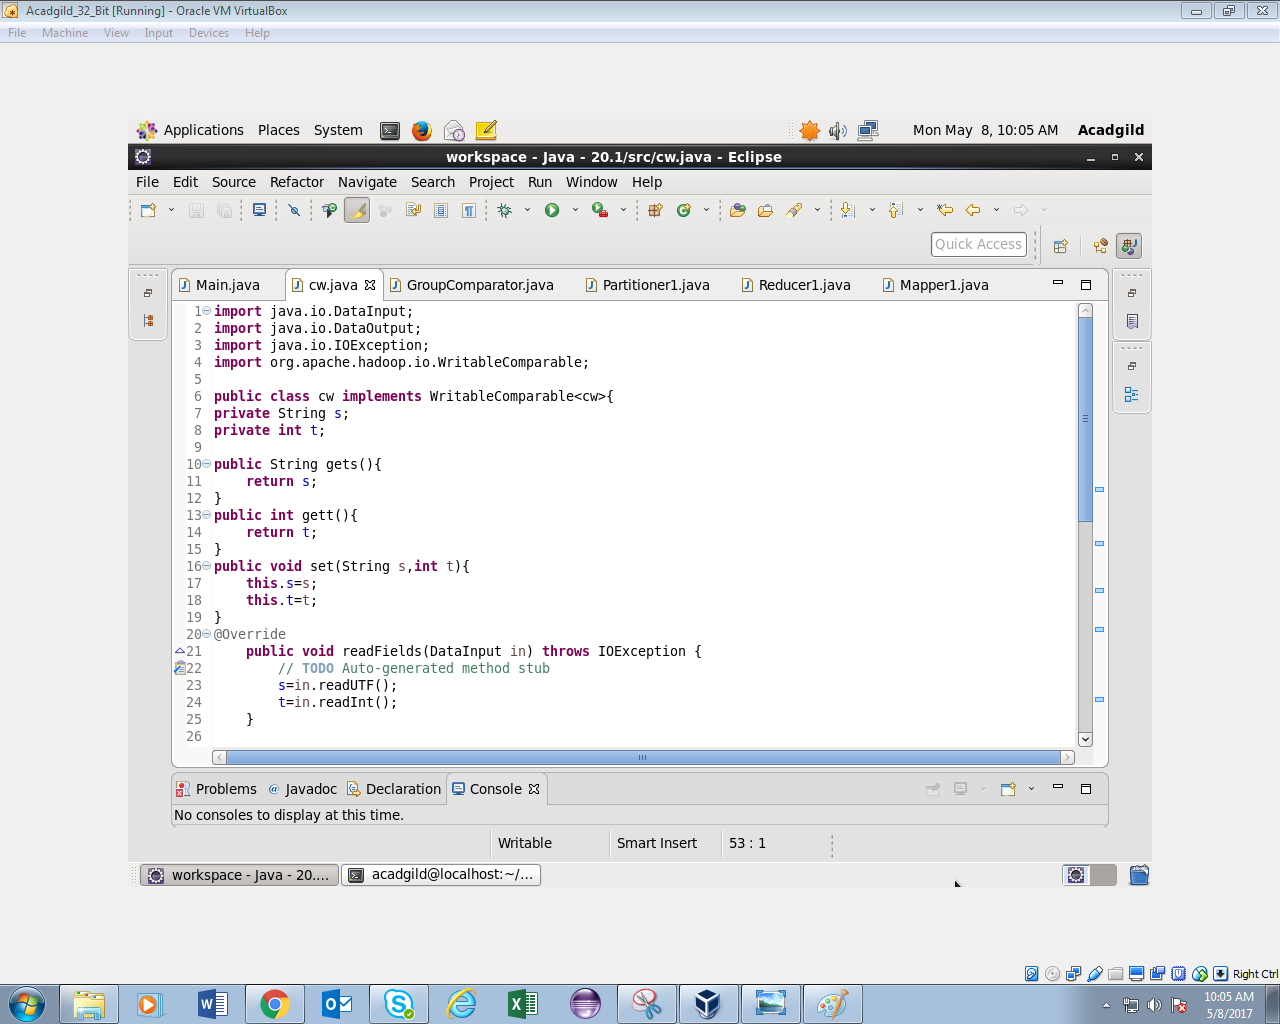 Acadgild_32_Bit [Running] - Oracle VM VirtualBox
File Machine View Input Devices Help
Applications Places System Mon May 8, 10:05 AM Acadgild
workspace - Java - 20.1/src/cw.java - Eclipse
File Edit Source Refactor Navigate Search Project Run Window Help
Quick Access
Main.java cw.java GroupComparator.java Partitioner1.java Reducer1.java Mapper1.java
1 import java.io.DataInput;
2 import java.io.DataOutput;
3 import java.io.IOException;
4 import org.apache.hadoop.io.WritableComparable;
5
6 public class cw implements WritableComparable<cw>{
7 private String s;
8 private int t;
9
10 public String gets(){
11 return s;
12 }
13 public int gett(){
14 return t;
15 }
16 public void set(String s,int t){
17 this.s=s;
18 this.t=t;
19 }
20 @Override
21 public void readFields(DataInput in) throws IOException {
22 // TODO Auto-generated method stub
23 s=in.readUTF();
24 t=in.readInt();
25 }
26
Problems Javadoc Declaration Console
No consoles to display at this time.
Writable Smart Insert 53 : 1
workspace - Java - 20.... acadgild@localhost:~/...
Right Ctrl
10:05 AM
5/8/2017